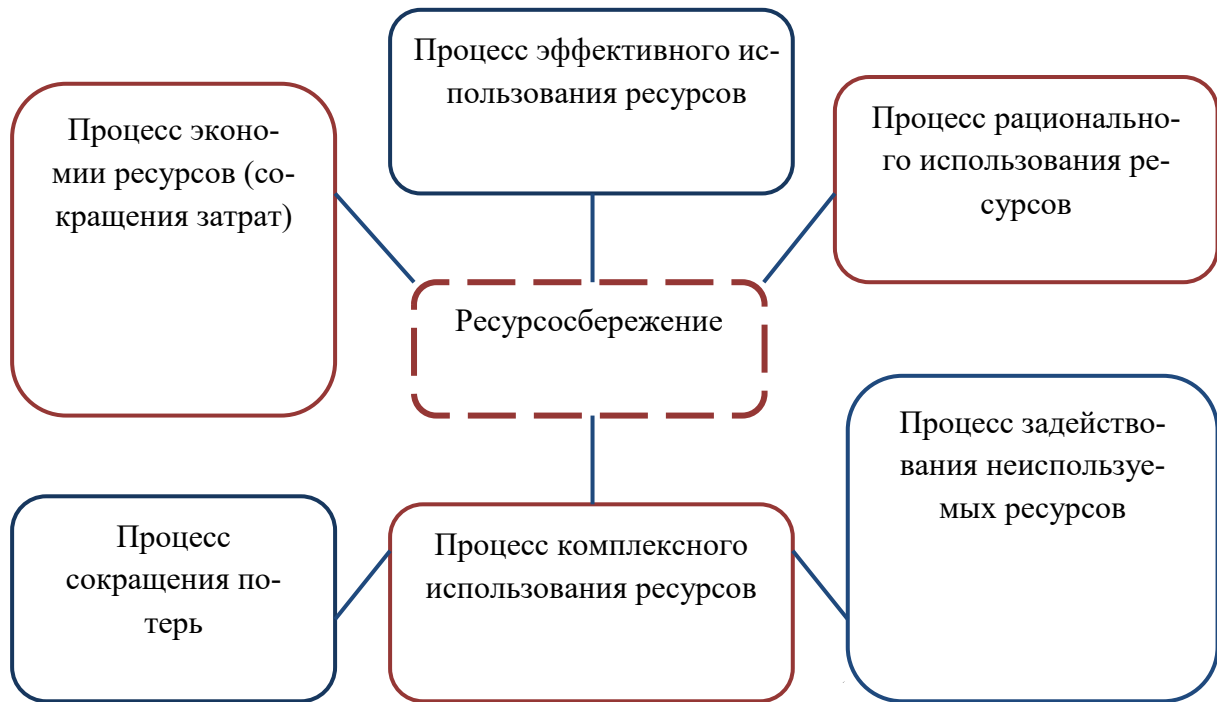 Процесс эффективного ис-
пользования ресурсов
Процесс эконо-
мии ресурсов (со-
кращения затрат)
Процесс рационально-
го использования ре-
сурсов
Ресурсосбережение
Процесс задейство-
вания неиспользуе-
мых ресурсов
Процесс
сокращения по-
терь
Процесс комплексного
использования ресурсов